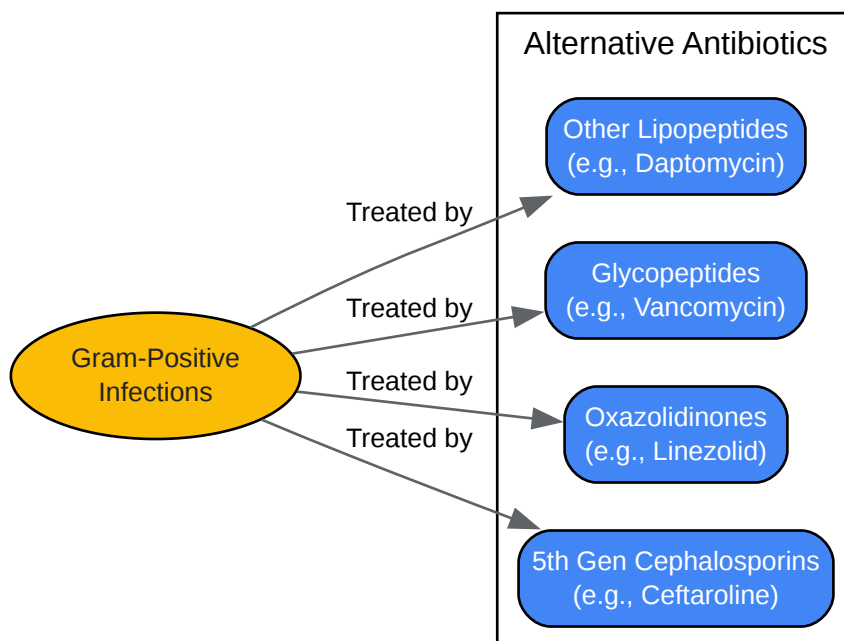 Alternative Antibiotics
Other Lipopeptides
(e.g., Daptomycin)
Treated by
Glycopeptides
(e.g., Vancomycin)
Treated by
Gram-Positive
Infections
Treated by
Oxazolidinones
(e.g., Linezolid)
Treated by
5th Gen Cephalosporins
(e.g., Ceftaroline)